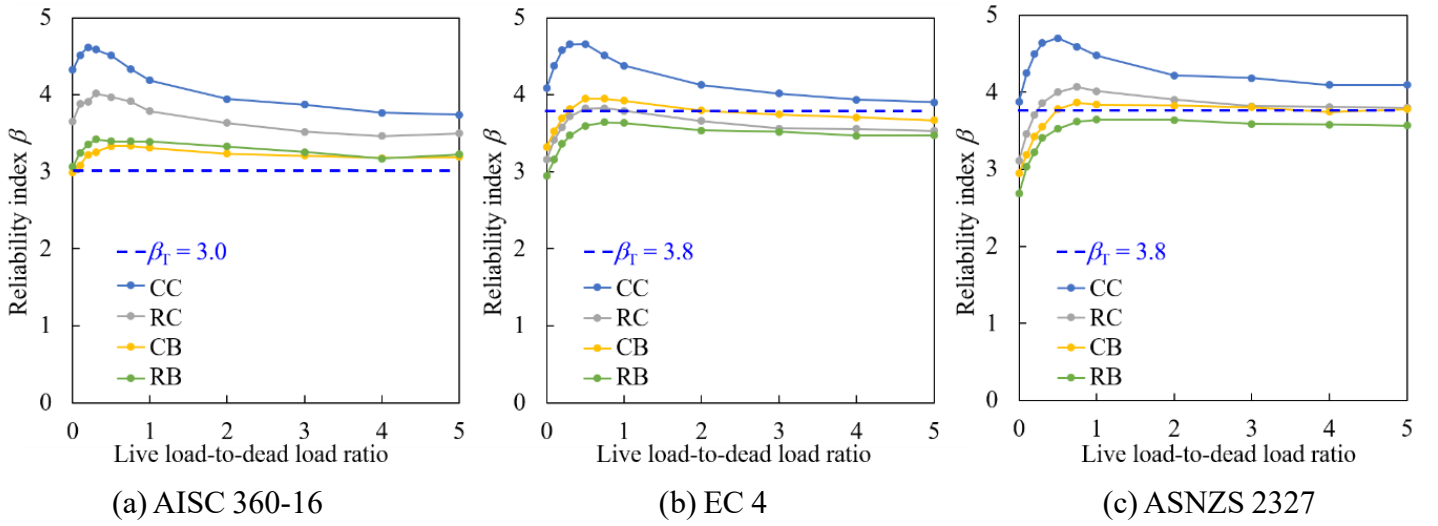 Reliability index β
5
4
3
2
1
0
0 1 2 3 4 5
Live load-to-dead load ratio
βT = 3.0
CC
RC
CB
RB
(a) AISC 360-16
Reliability index β
5
4
3
2
1
0
0 1 2 3 4 5
Live load-to-dead load ratio
βT = 3.8
CC
RC
CB
RB
(b) EC 4
Reliability index β
5
4
3
2
1
0
0 1 2 3 4 5
Live load-to-dead load ratio
βT = 3.8
CC
RC
CB
RB
(c) ASNZS 2327